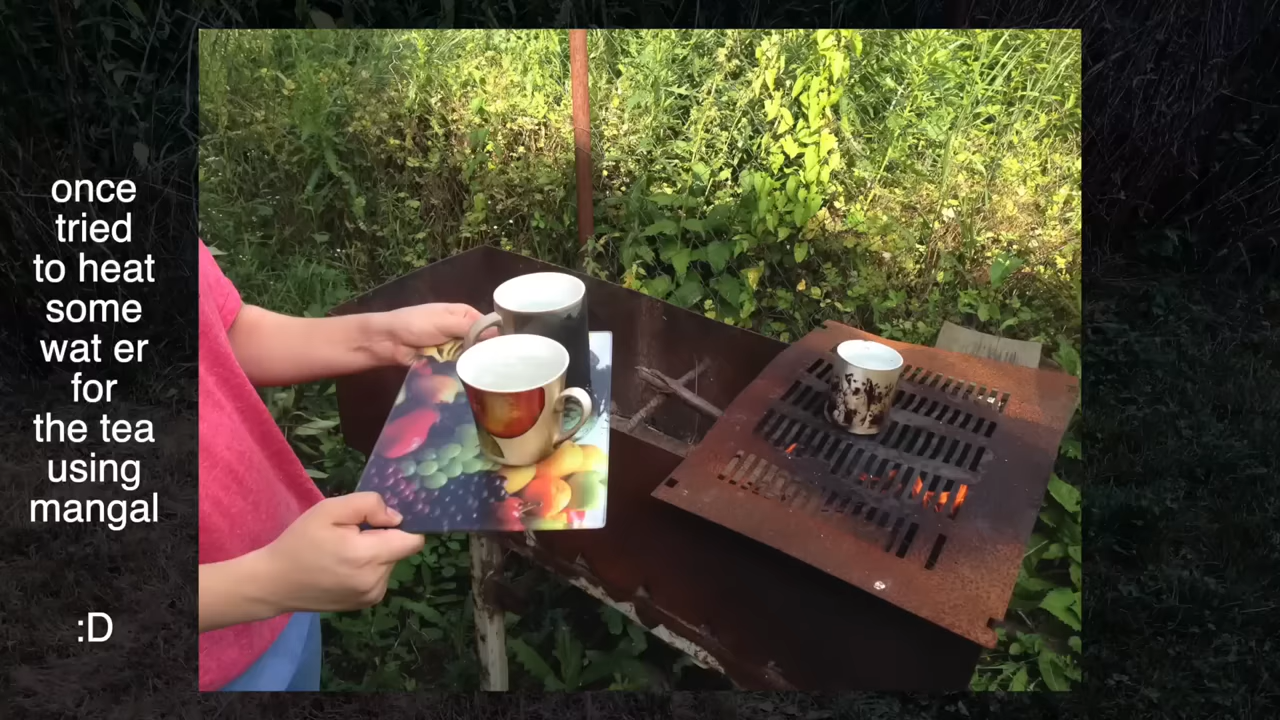 once
tried
to heat
some
wat er
for
the tea
using
mangal
:D